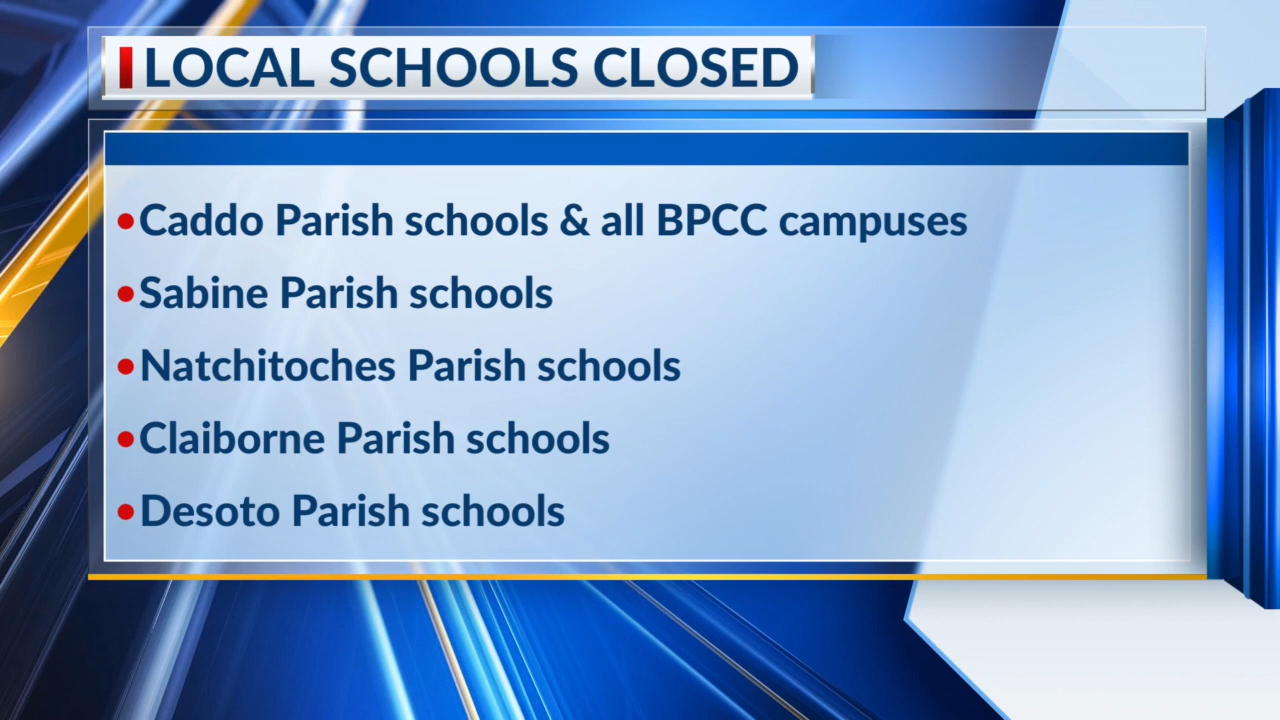 LOCAL SCHOOLS CLOSED
•Caddo Parish schools & all BPCC campuses
•Sabine Parish schools
•Natchitoches Parish schools
•Claiborne Parish schools
•Desoto Parish schools